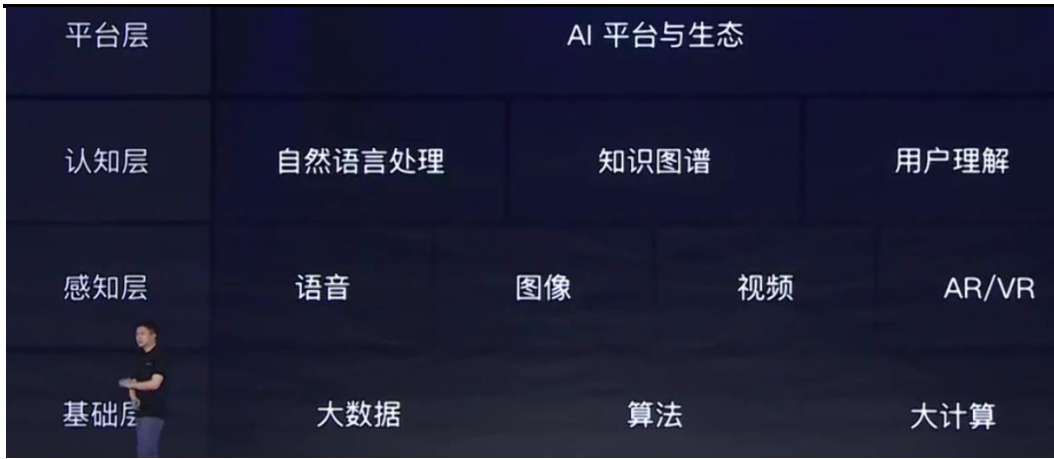 平台层 AI 平台与生态
认知层 自然语言处理 知识图谱 用户理解
感知层 语音 图像 视频 AR/VR
基础层 大数据 算法 大计算